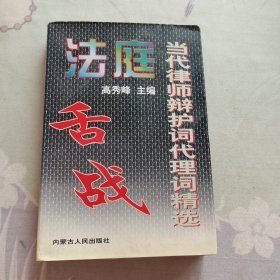 法庭
舌战
当代律师辩护词代理词精选
高秀峰 主编
内蒙古人民出版社